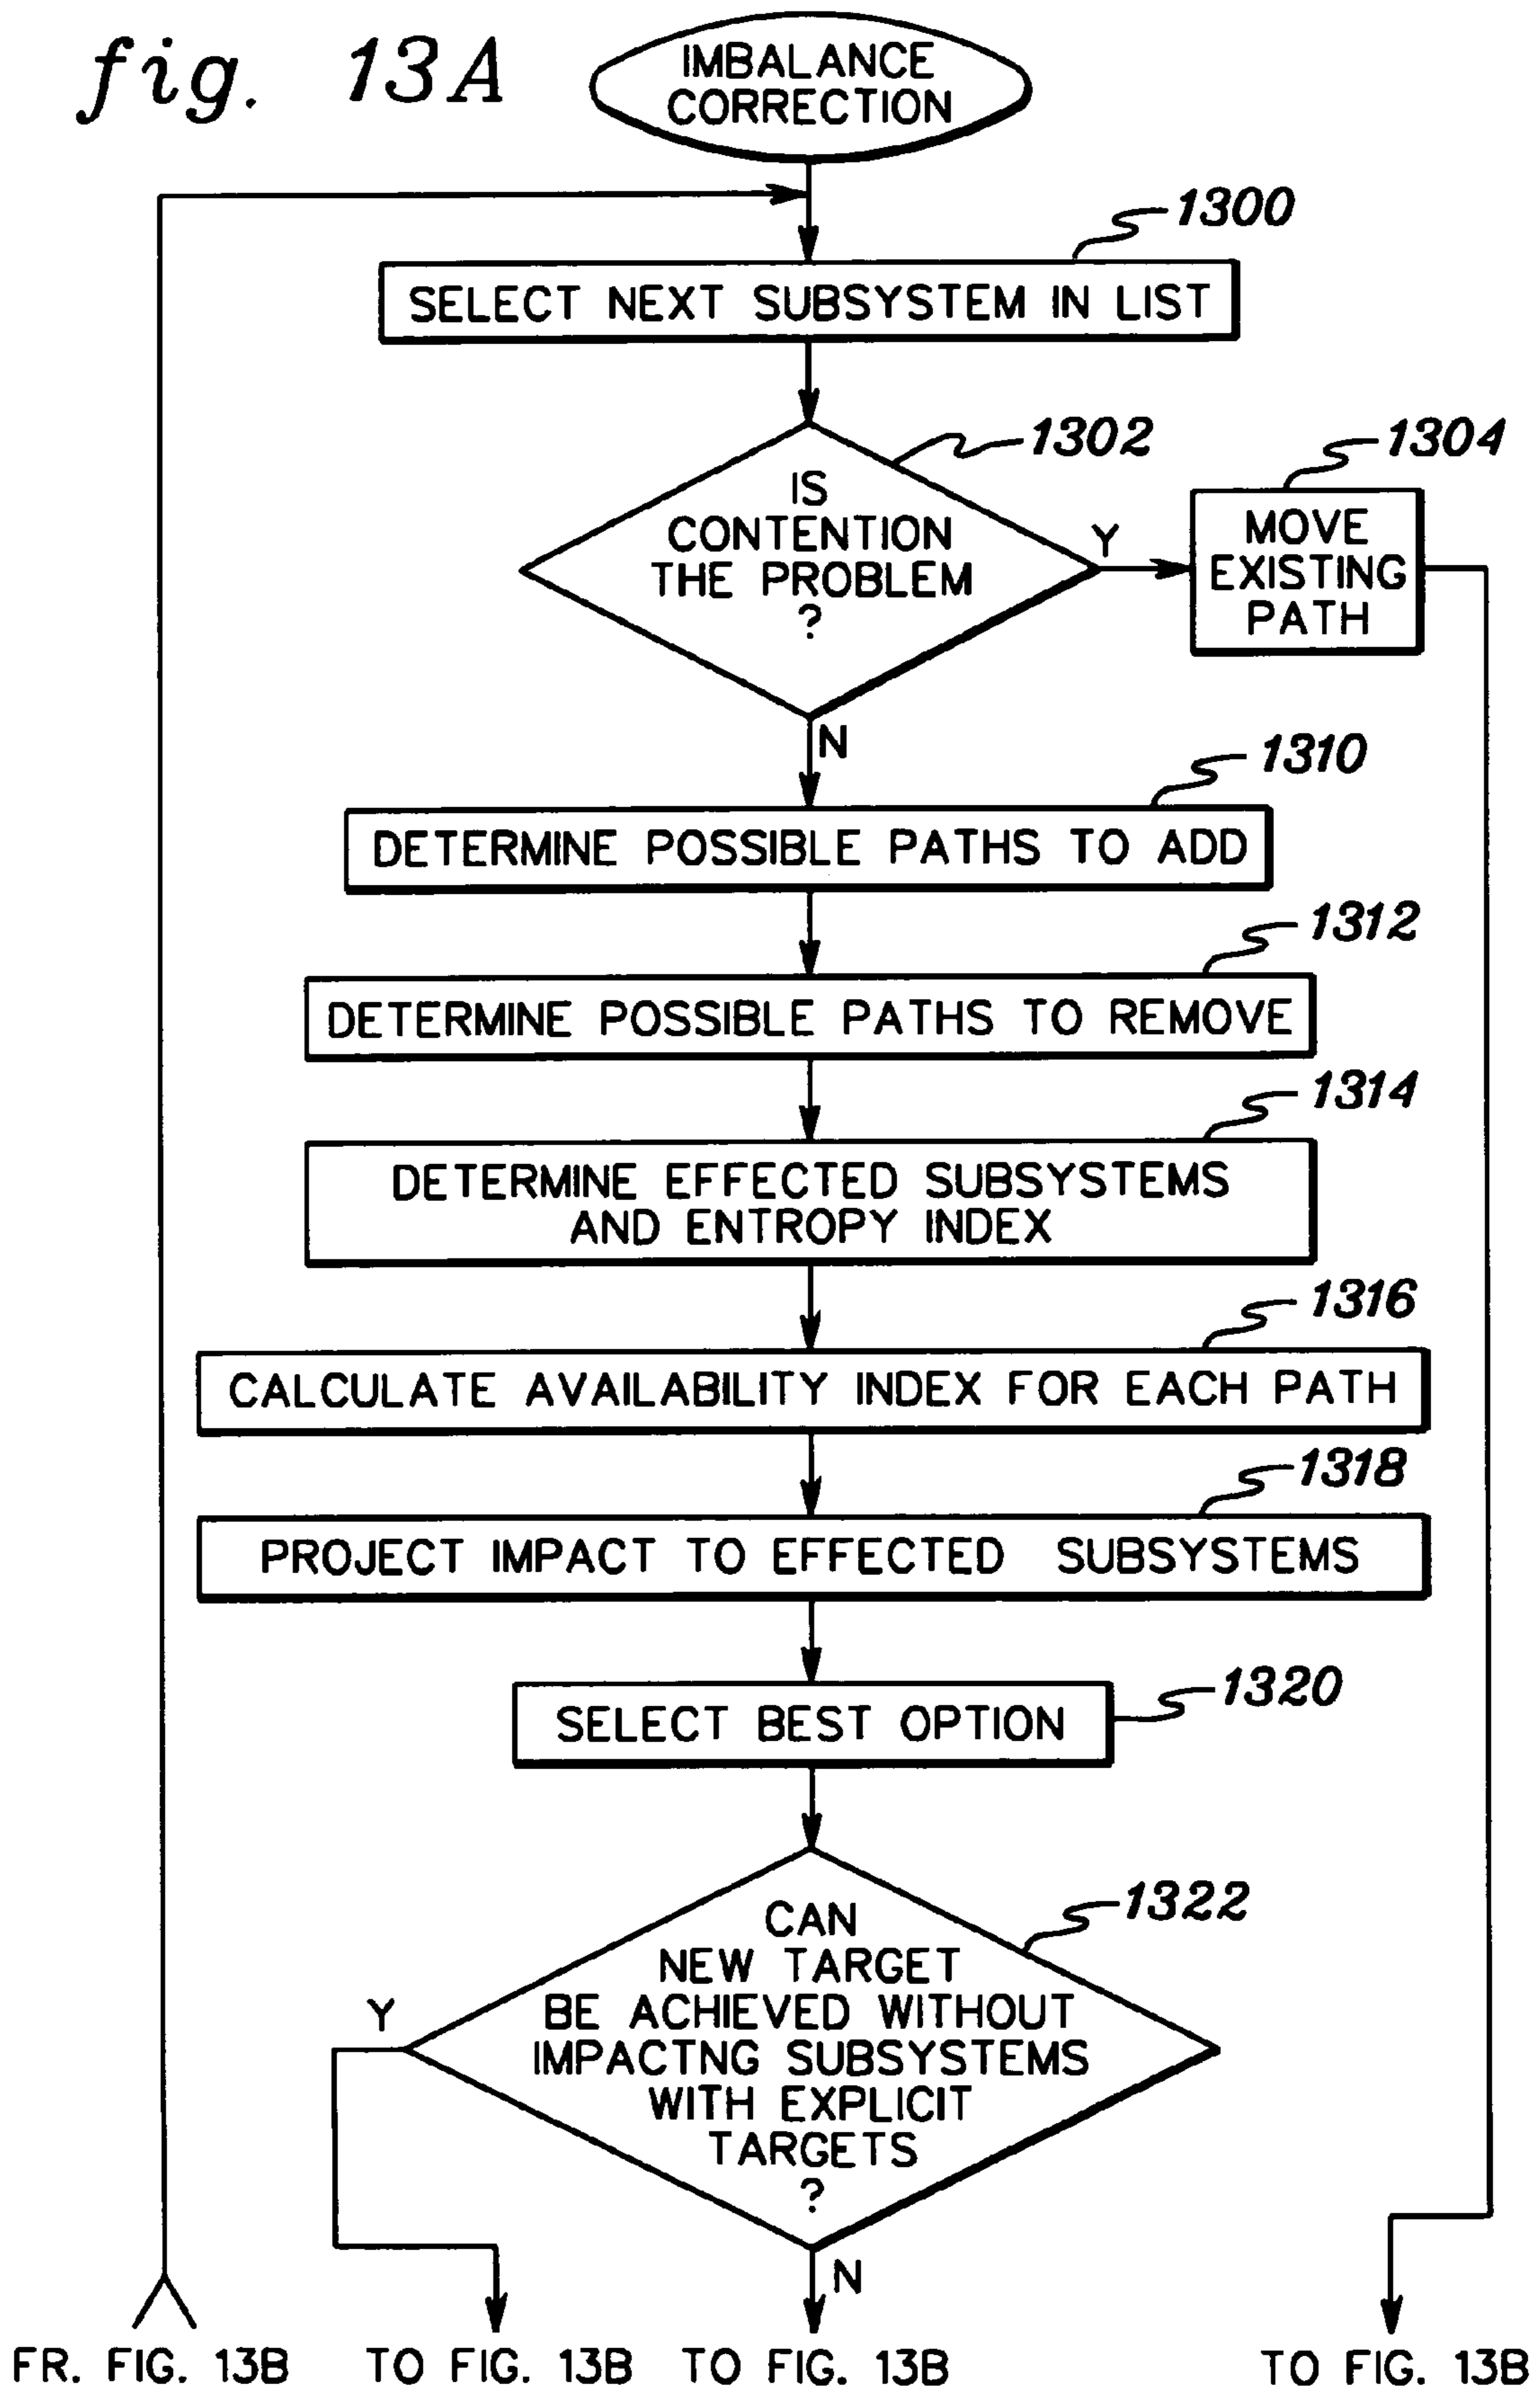 fig. 13A
IMBALANCE
CORRECTION
1300
SELECT NEXT SUBSYSTEM IN LIST
1302
1304
IS
CONTENTION
THE PROBLEM
?
Y
MOVE
EXISTING
PATH
N
1310
DETERMINE POSSIBLE PATHS TO ADD
1312
DETERMINE POSSIBLE PATHS TO REMOVE
1314
DETERMINE EFFECTED SUBSYSTEMS
AND ENTROPY INDEX
1316
CALCULATE AVAILABILITY INDEX FOR EACH PATH
1318
PROJECT IMPACT TO EFFECTED SUBSYSTEMS
1320
SELECT BEST OPTION
1322
CAN
NEW TARGET
BE ACHIEVED WITHOUT
IMPACTNG SUBSYSTEMS
WITH EXPLICIT
TARGETS
?
Y
N
FR. FIG. 13B
TO FIG. 13B
TO FIG. 13B
TO FIG. 13B